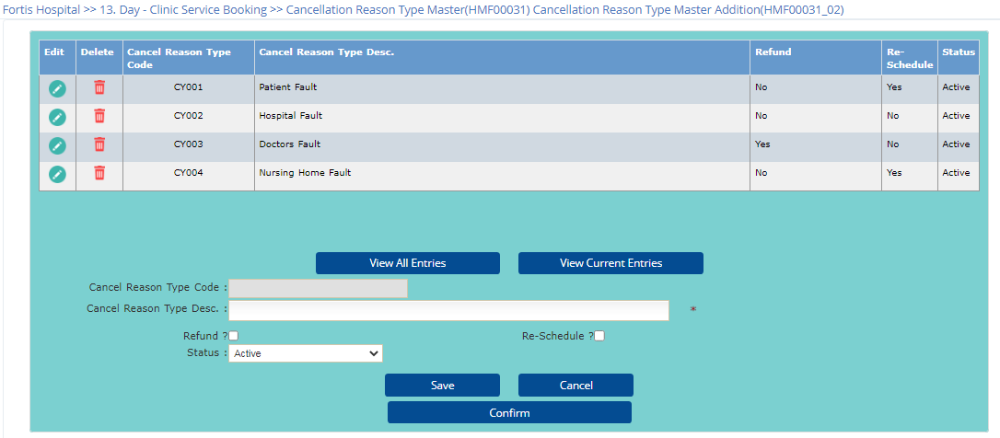 Fortis Hospital >> 13. Day - Clinic Service Booking >> Cancellation Reason Type Master(HMF00031) Cancellation Reason Type Master Addition(HMF00031_02)
Edit Delete Cancel Reason Type Code Cancel Reason Type Desc. Refund Re-Schedule Status
CY001 Patient Fault No Yes Active
CY002 Hospital Fault No No Active
CY003 Doctors Fault Yes No Active
CY004 Nursing Home Fault No Yes Active
View All Entries View Current Entries
Cancel Reason Type Code :
Cancel Reason Type Desc. : *
Refund ? Re-Schedule ?
Status : Active
Save Cancel
Confirm